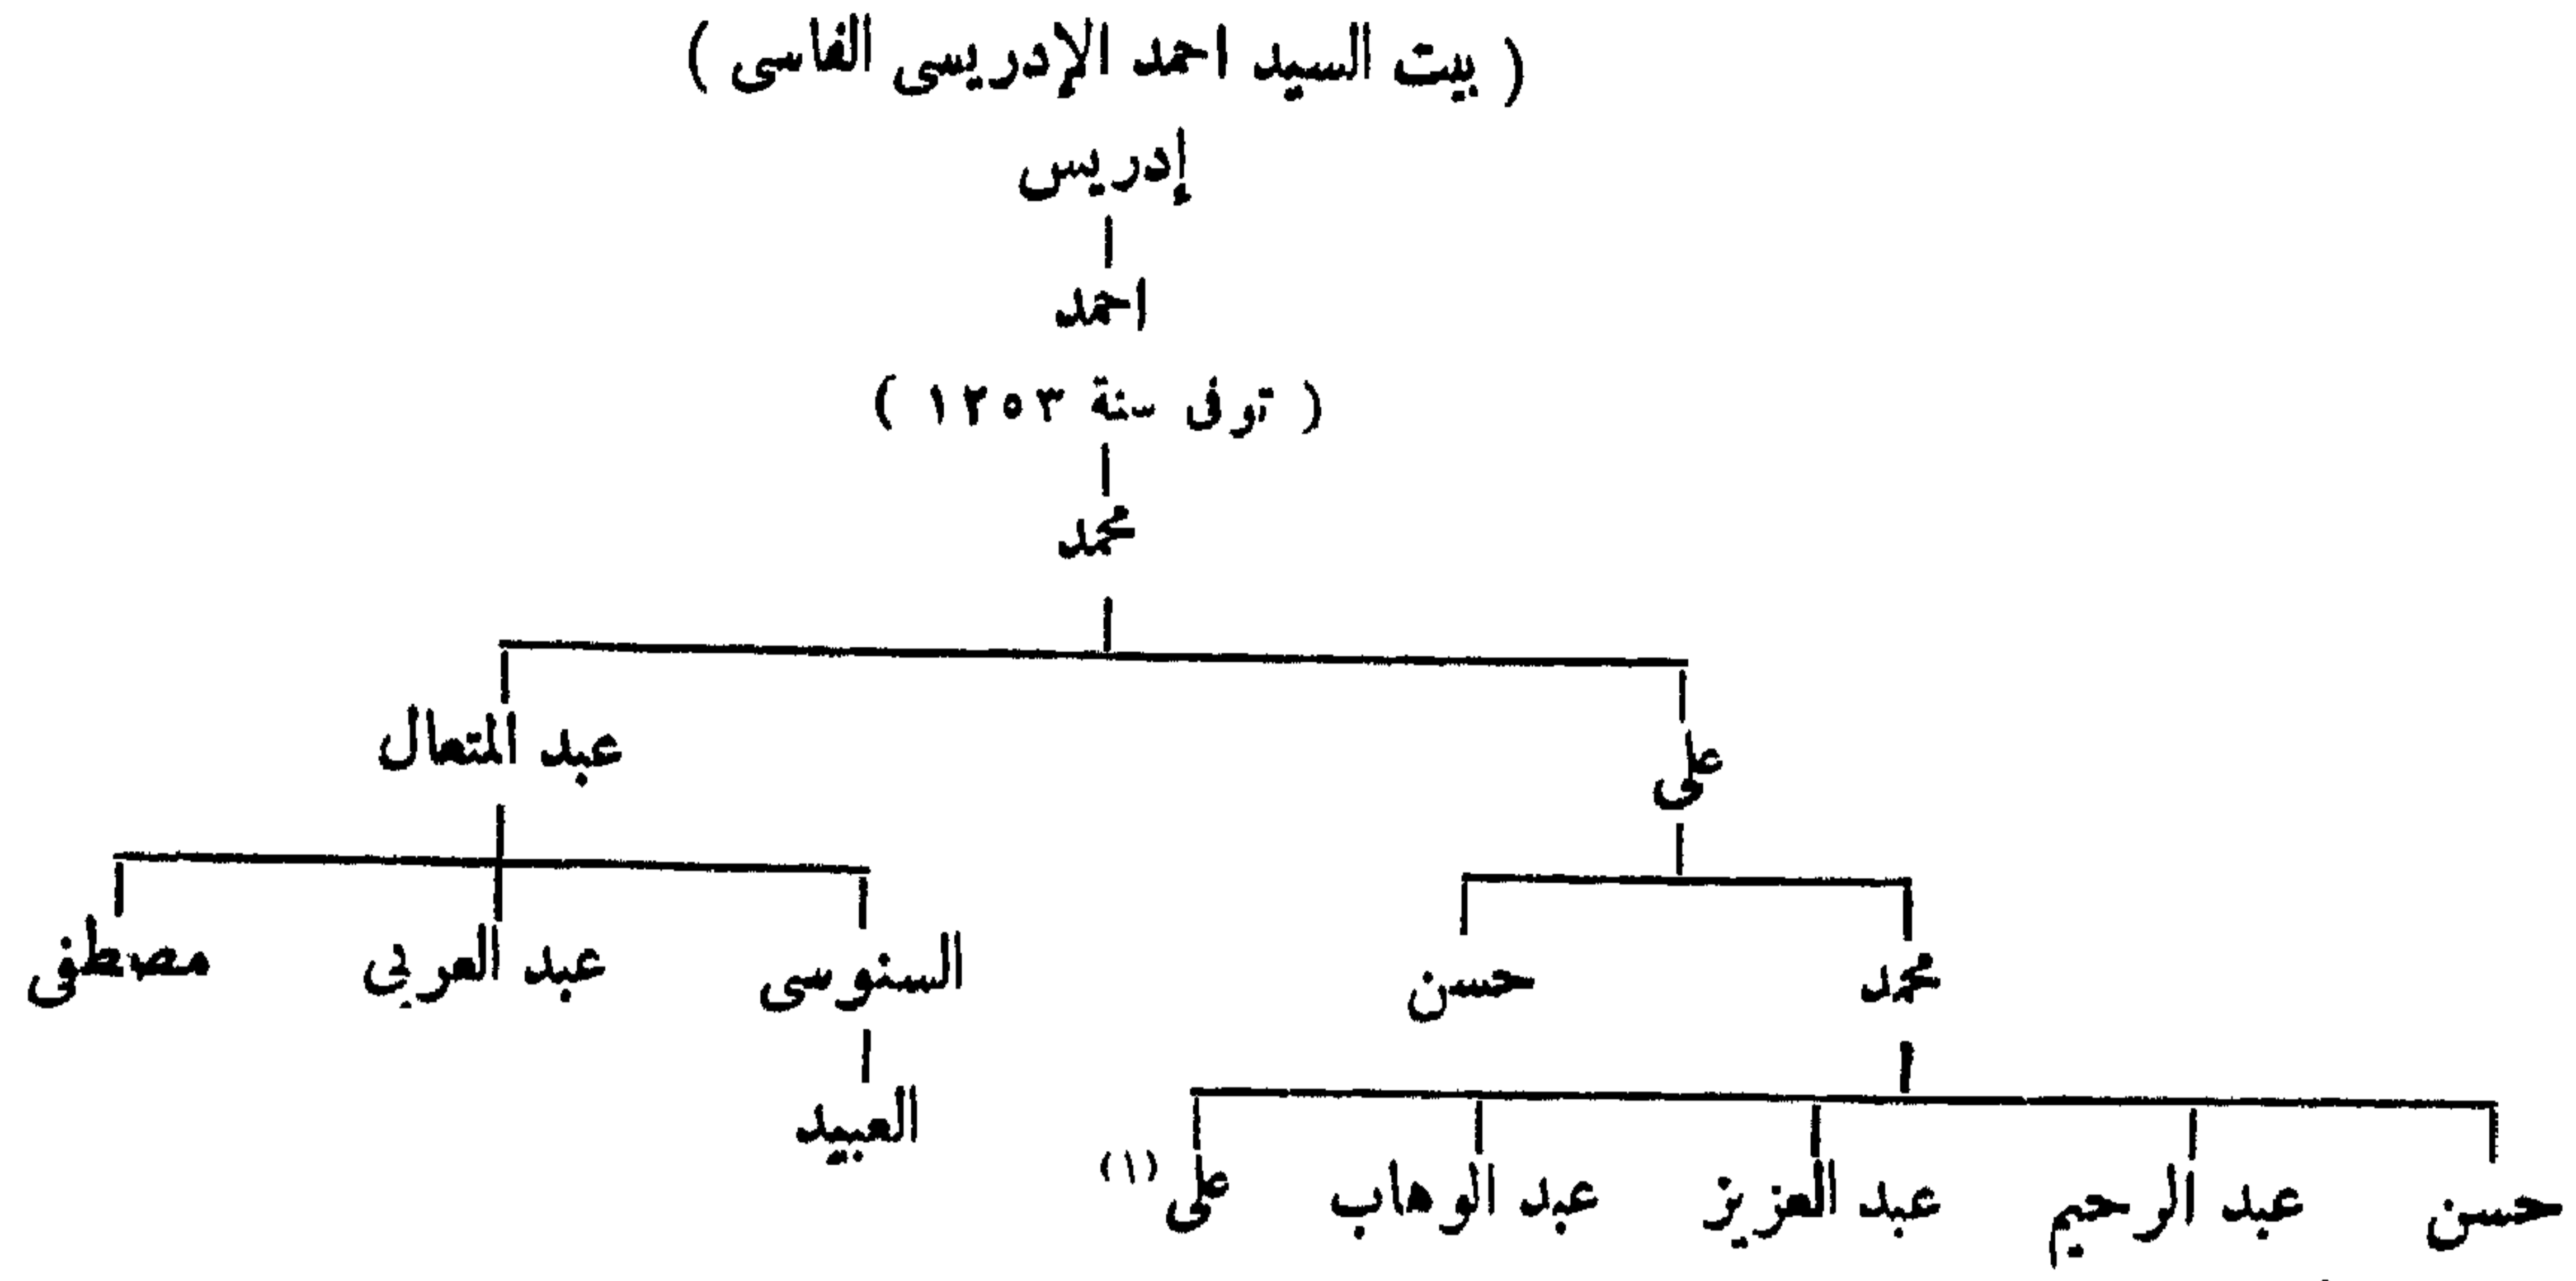 ( بيت السيد احمد الإدريسى الفاسى )
إدريس
احمد
( توفى سنة ١٢٥٣ )
محمد
على عبد المتعال
محمد حسن السنوسى عبد العربى مصطفى
العبيد
حسن عبد الرحيم عبد العزيز عبد الوهاب على (١)